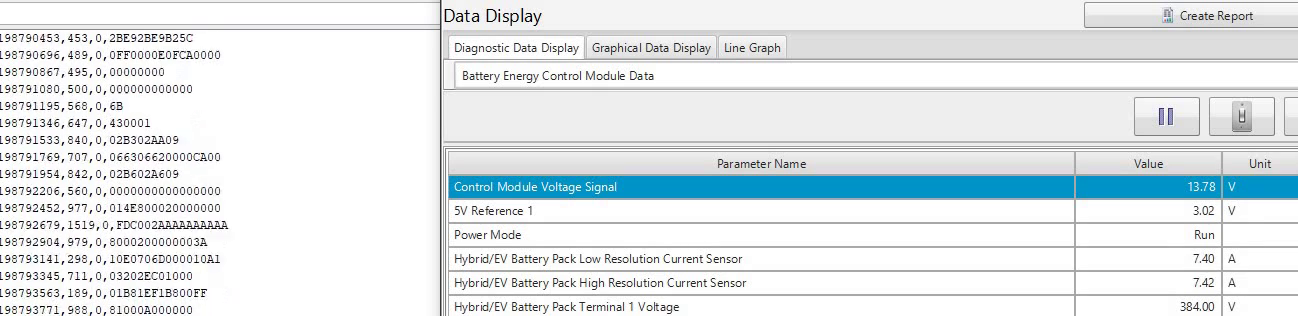 198790453,453,0,2BE92BE9B25C
198790696,489,0,0FF0000E0FCA0000
198790867,495,0,00000000
198791080,500,0,000000000000
198791195,568,0,6B
198791346,647,0,430001
198791533,840,0,02B302AA09
198791769,707,0,066306620000CA00
198791954,842,0,02B602A609
198792206,560,0,0000000000000000
198792452,977,0,014E800020000000
198792679,1519,0,FDC002AAAAAAAAAA
198792904,979,0,8000200000003A
198793141,298,0,10E0706D000010A1
198793345,711,0,03202EC01000
198793563,189,0,01B81EF1B800FF
198793771,988,0,81000A000000
Data Display
Create Report
Diagnostic Data Display Graphical Data Display Line Graph
Battery Energy Control Module Data
Parameter Name Value Unit
Control Module Voltage Signal 13.78 V
5V Reference 1 3.02 V
Power Mode Run
Hybrid/EV Battery Pack Low Resolution Current Sensor 7.40 A
Hybrid/EV Battery Pack High Resolution Current Sensor 7.42 A
Hybrid/EV Battery Pack Terminal 1 Voltage 384.00 V